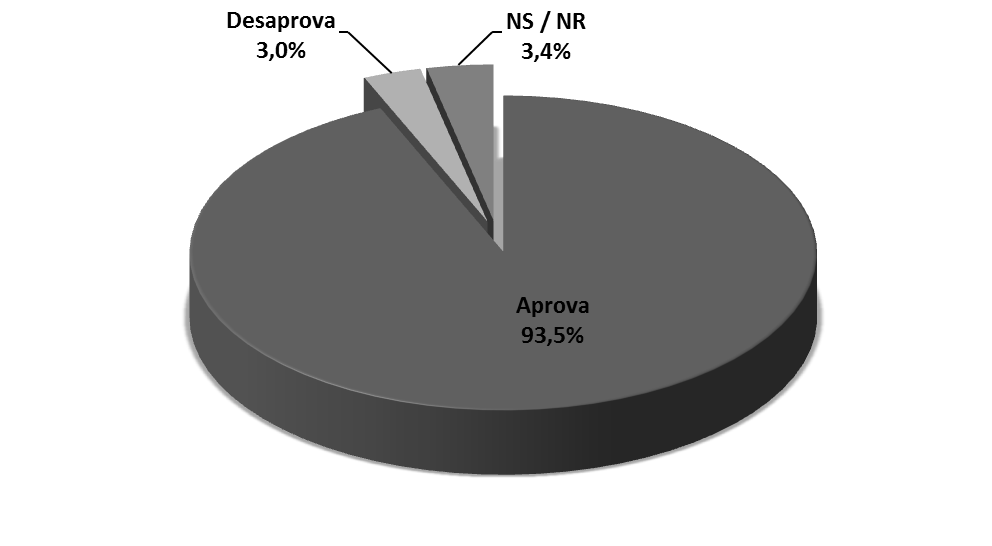 Desaprova
3,0%
NS / NR
3,4%
Aprova
93,5%